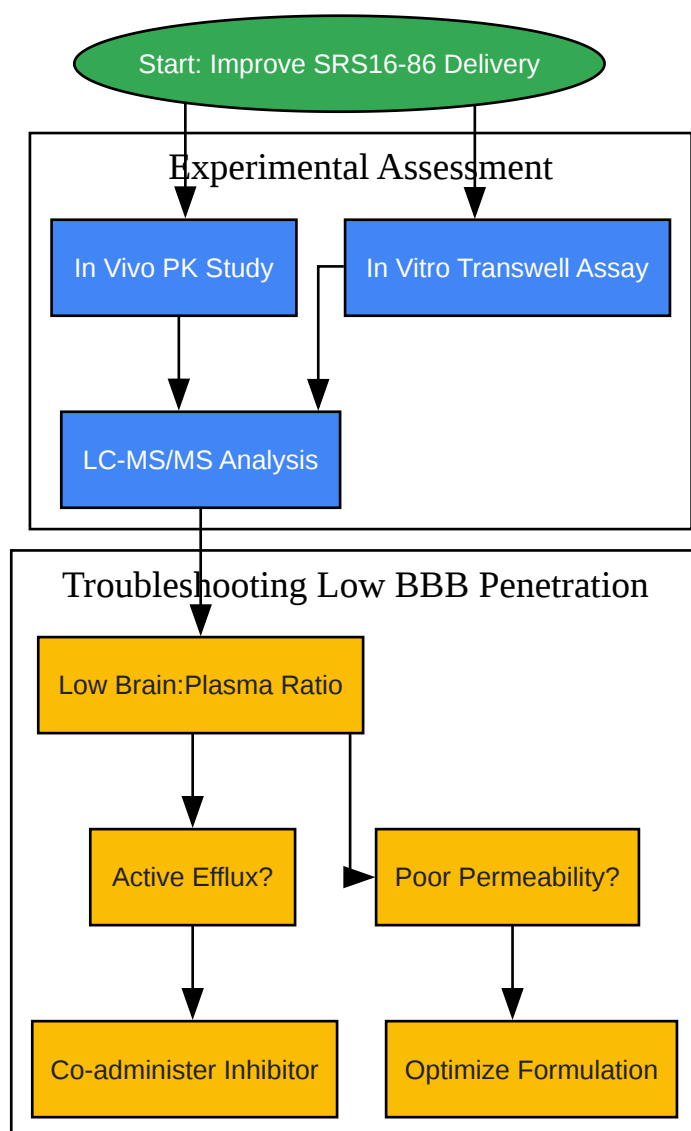 Start: Improve SRS16-86 Delivery
Experimental Assessment
In Vivo PK Study
In Vitro Transwell Assay
LC-MS/MS Analysis
Troubleshooting Low BBB Penetration
Low Brain:Plasma Ratio
Active Efflux?
Poor Permeability?
Co-administer Inhibitor
Optimize Formulation